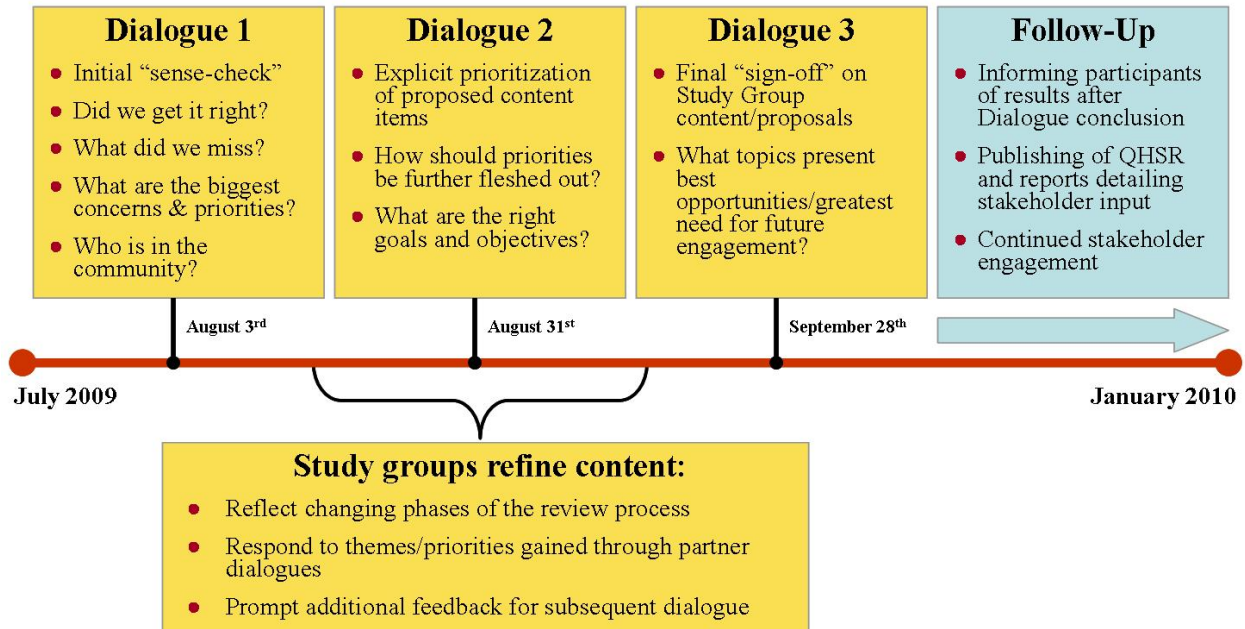 Dialogue 1
• Initial “sense-check”
• Did we get it right?
• What did we miss?
• What are the biggest
concerns & priorities?
• Who is in the
community?
Dialogue 2
• Explicit prioritization
of proposed content
items
• How should priorities
be further fleshed out?
• What are the right
goals and objectives?
Dialogue 3
• Final “sign-off” on
Study Group
content/proposals
• What topics present
best
opportunities/greatest
need for future
engagement?
Follow-Up
• Informing participants
of results after
Dialogue conclusion
• Publishing of QHSR
and reports detailing
stakeholder input
• Continued stakeholder
engagement
August 3rd
August 31st
September 28th
July 2009
January 2010
Study groups refine content:
• Reflect changing phases of the review process
• Respond to themes/priorities gained through partner
dialogues
• Prompt additional feedback for subsequent dialogue